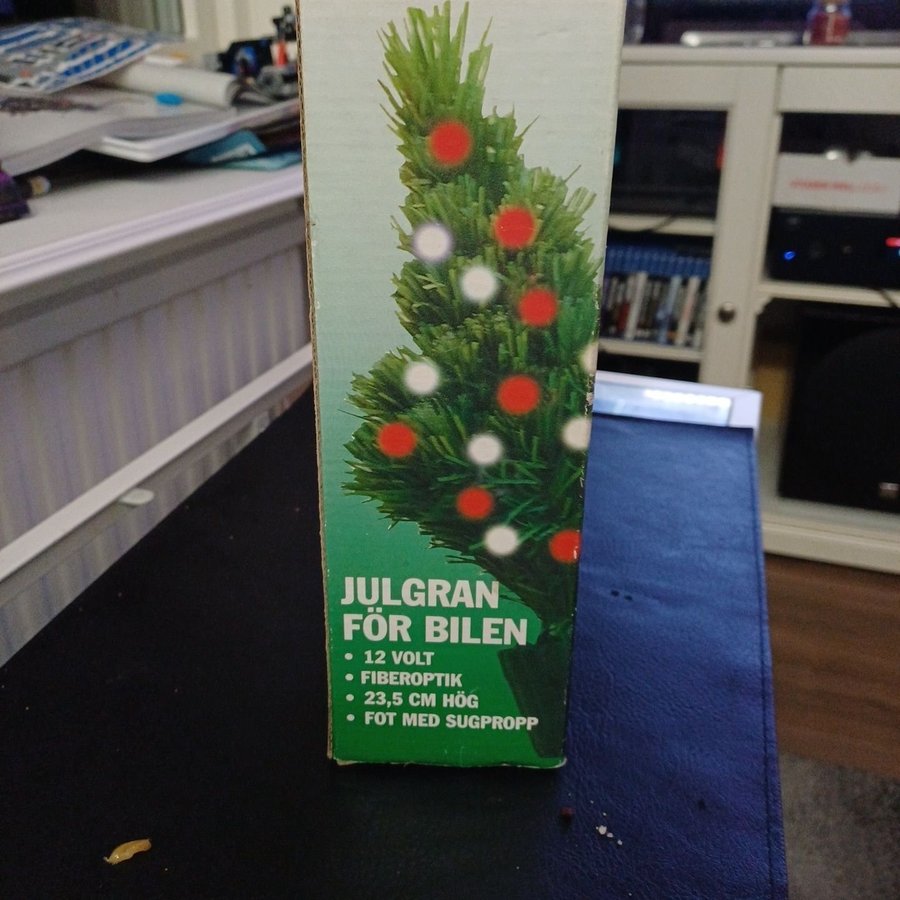 JULGRAN
FÖR BILEN
• 12 VOLT
• FIBEROPTIK
• 23,5 CM HÖG
• FOT MED SUGPROPP